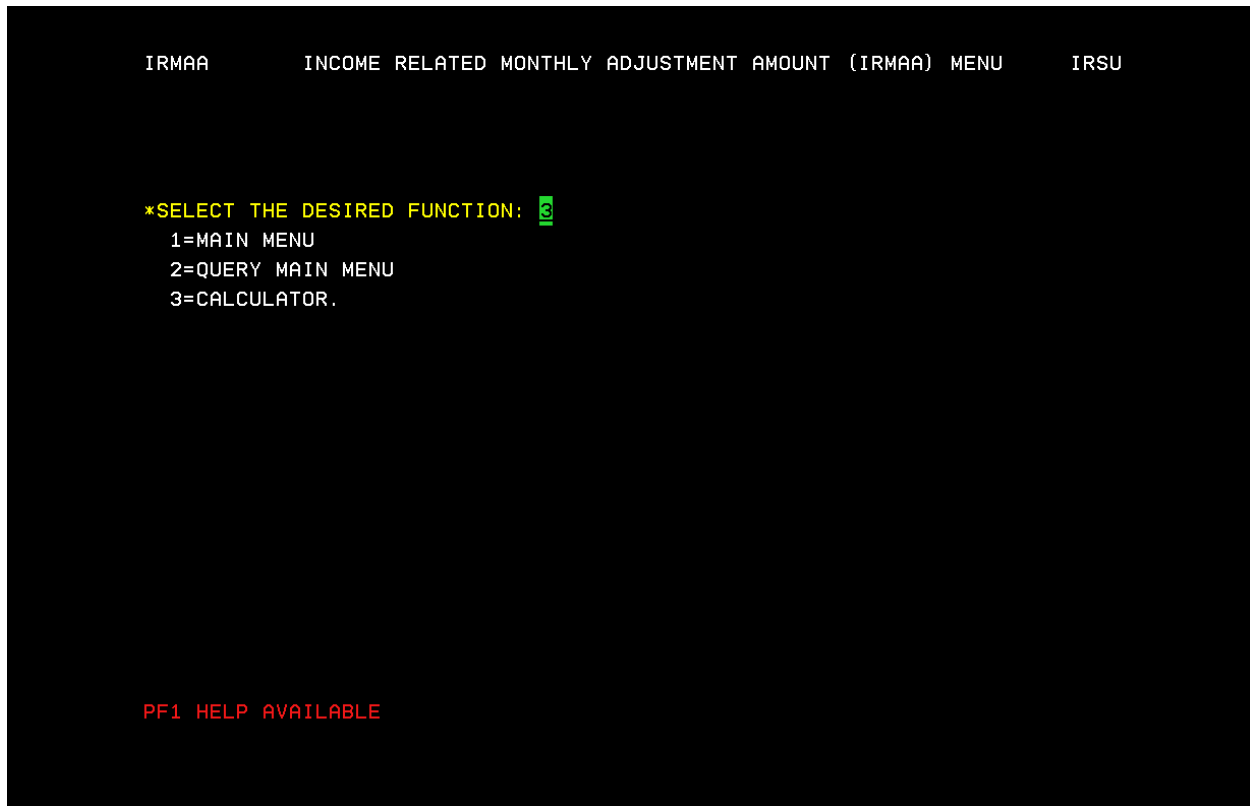 IRMAA INCOME RELATED MONTHLY ADJUSTMENT AMOUNT (IRMAA) MENU IRSU
*SELECT THE DESIRED FUNCTION: 3
1=MAIN MENU
2=QUERY MAIN MENU
3=CALCULATOR.
PF1 HELP AVAILABLE